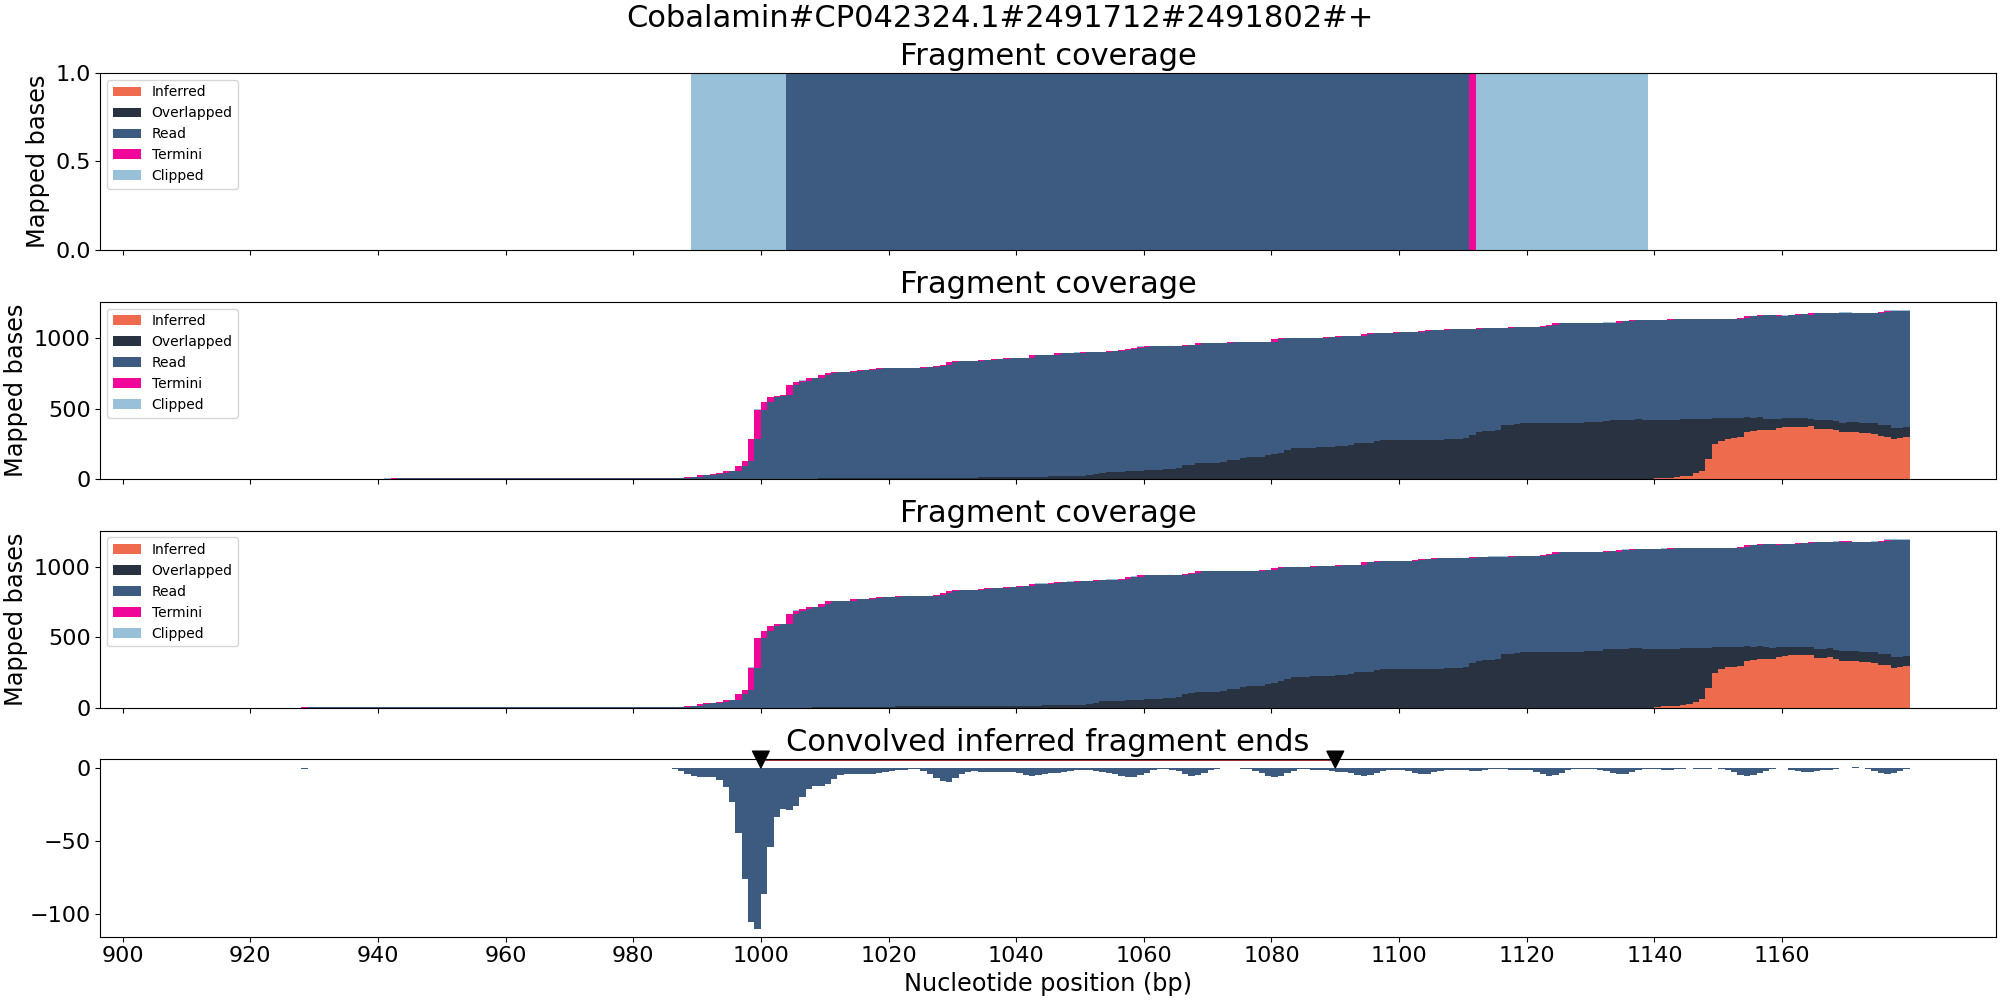 Cobalamin#CP042324.1#2491712#2491802#+
Fragment coverage
Mapped bases
1.0
0.5
0.0
Inferred
Overlapped
Read
Termini
Clipped
Fragment coverage
Mapped bases
1000
500
0
Inferred
Overlapped
Read
Termini
Clipped
Fragment coverage
Mapped bases
1000
500
0
Inferred
Overlapped
Read
Termini
Clipped
Convolved inferred fragment ends
0
−50
−100
900 920 940 960 980 1000 1020 1040 1060 1080 1100 1120 1140 1160
Nucleotide position (bp)